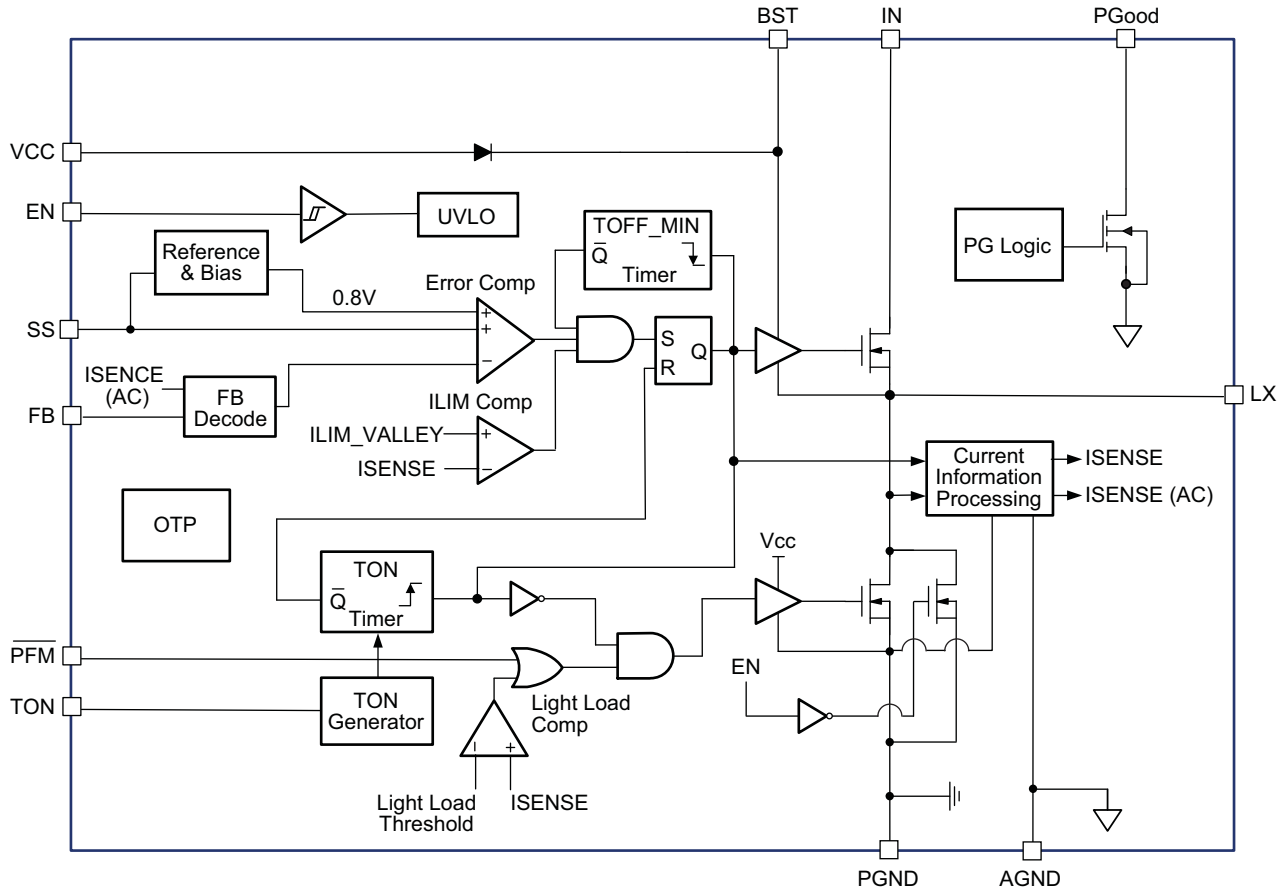 BST
IN
PGood
VCC
EN
UVLO
TOFF_MIN
Q̅
Timer
PG Logic
Reference
& Bias
Error Comp
0.8V
+
+
−
SS
S
R
Q
ISENCE
(AC)
FB
FB
Decode
ILIM Comp
ILIM_VALLEY
+
ISENSE
−
LX
Current
Information
Processing
ISENSE
ISENSE (AC)
OTP
Vcc
TON
Q̅
Timer
P̅F̅M̅
TON
TON
Generator
Light Load
Comp
EN
−
+
Light Load
Threshold
ISENSE
PGND
AGND